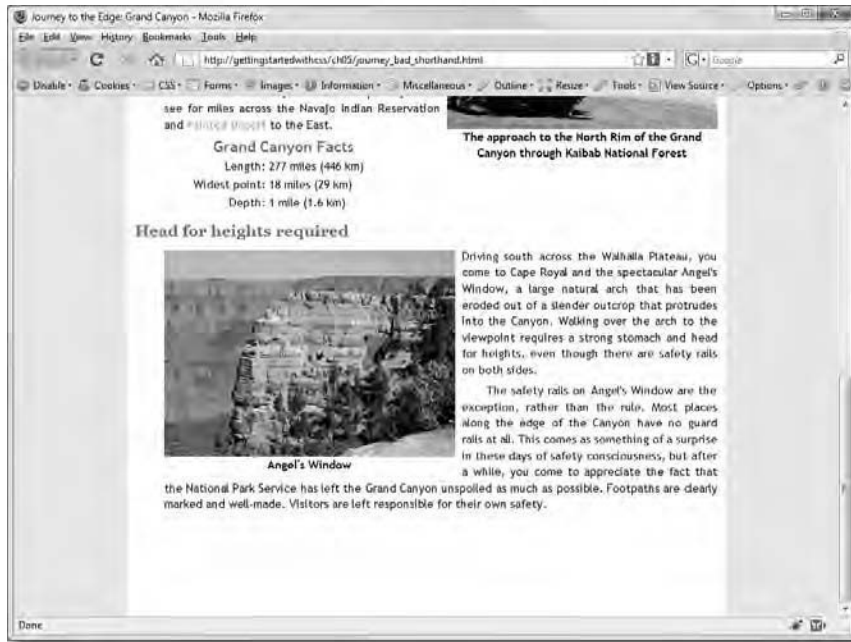 Journey to the Edge: Grand Canyon - Mozilla Firefox
File Edit View History Bookmarks Tools Help
http://gettingstartedwithcss/ch05/journey_bad_shorthand.html
Google
Disable Cookies CSS Forms Images Information Miscellaneous Outline Resize Tools View Source Options
see for miles across the Navajo Indian Reservation
and Painted Desert to the East.
The approach to the North Rim of the Grand
Canyon through Kaibab National Forest
Grand Canyon Facts
Length: 277 miles (446 km)
Widest point: 18 miles (29 km)
Depth: 1 mile (1.6 km)
Head for heights required
Driving south across the Walhalla Plateau, you
come to Cape Royal and the spectacular Angel's
Window, a large natural arch that has been
eroded out of a slender outcrop that protrudes
into the Canyon. Walking over the arch to the
viewpoint requires a strong stomach and head
for heights, even though there are safety rails
on both sides.
The safety rails on Angel's Window are the
exception, rather than the rule. Most places
along the edge of the Canyon have no guard
rails at all. This comes as something of a surprise
in these days of safety consciousness, but after
a while, you come to appreciate the fact that
Angel's Window
the National Park Service has left the Grand Canyon unspoiled as much as possible. Footpaths are clearly
marked and well-made. Visitors are left responsible for their own safety.
Done